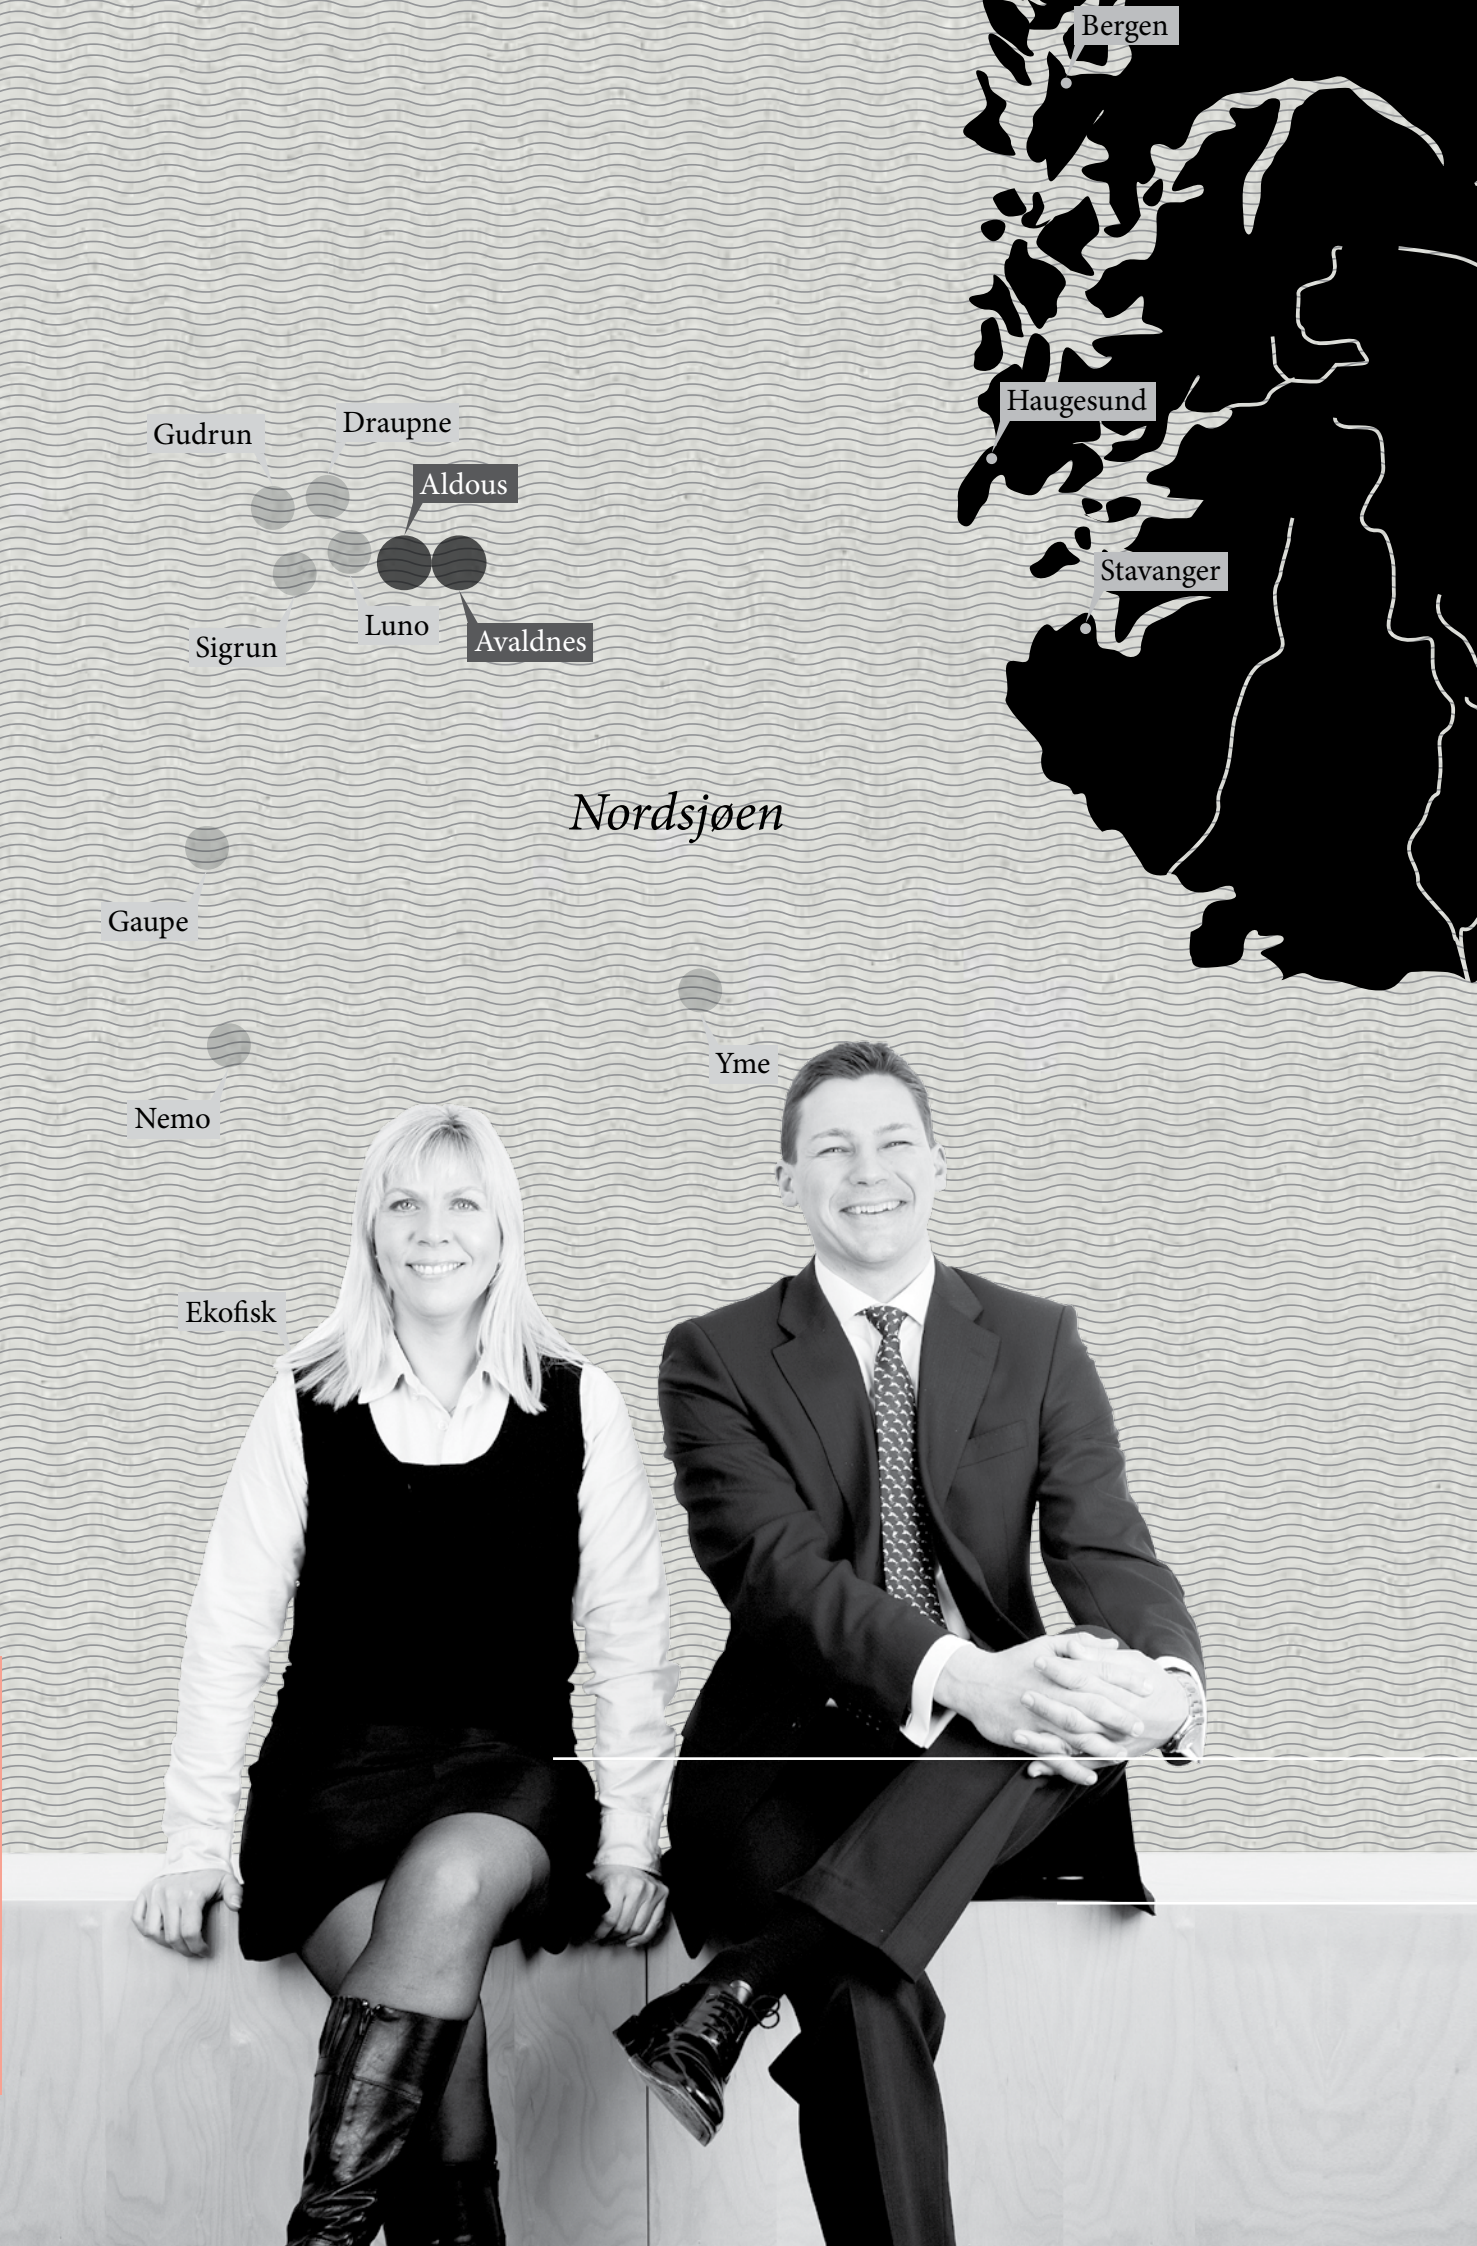 Bergen
Haugesund
Draupne
Gudrun
Aldous
Stavanger
Luno
Avaldnes
Sigrun
Nordsjøen
Gaupe
Yme
Nemo
Ekofisk